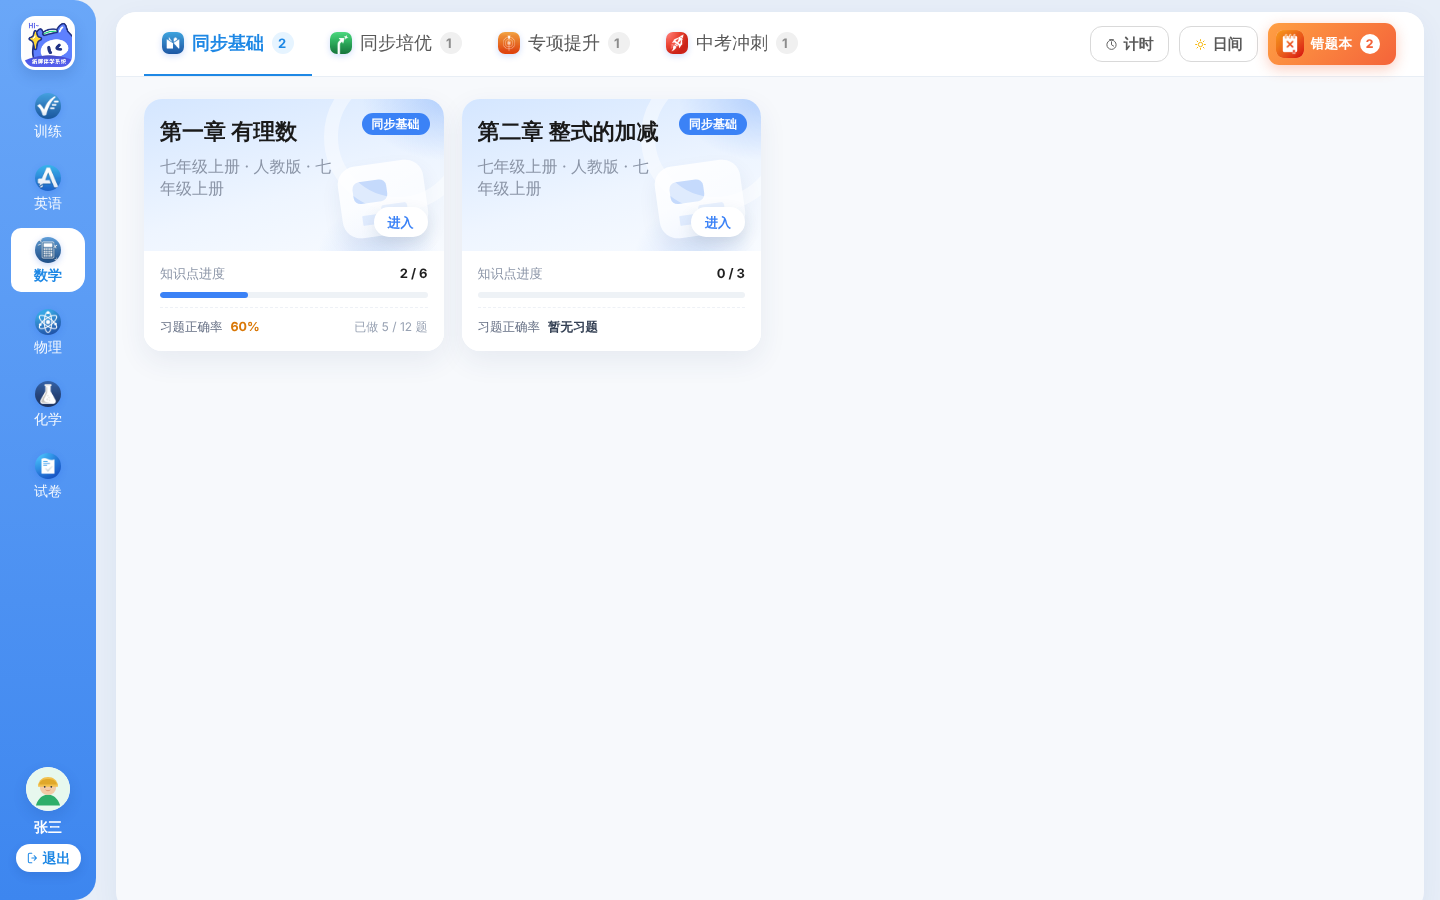 Hi~
训练
英语
数学
物理
化学
试卷
张三
退出
同步基础 2
同步培优 1
专项提升 1
中考冲刺 1
计时
日间
错题本 2
第一章 有理数
同步基础
七年级上册 · 人教版 · 七
年级上册
进入
知识点进度 2 / 6
习题正确率 60% 已做 5 / 12 题
第二章 整式的加减
同步基础
七年级上册 · 人教版 · 七
年级上册
进入
知识点进度 0 / 3
习题正确率 暂无习题